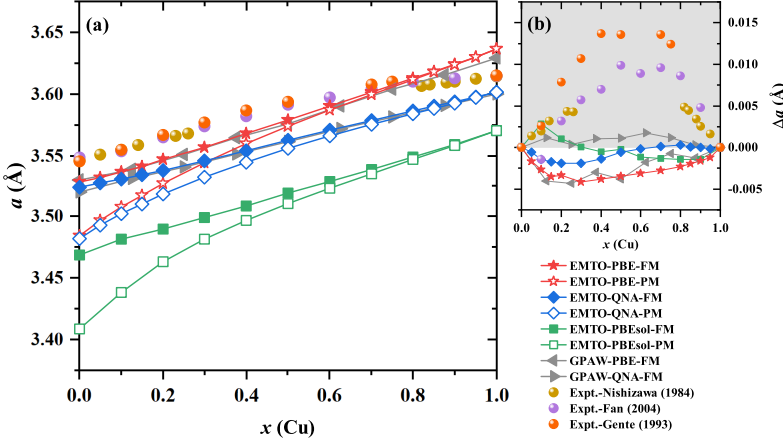 (a)
3.65
3.60
3.55
3.50
3.45
3.40
a (Å)
0.0 0.2 0.4 0.6 0.8 1.0
x (Cu)
(b)
0.015
0.010
0.005
0.000
-0.005
Δa (Å)
0.0 0.2 0.4 0.6 0.8 1.0
x (Cu)
EMTO-PBE-FM
EMTO-PBE-PM
EMTO-QNA-FM
EMTO-QNA-PM
EMTO-PBEsol-FM
EMTO-PBEsol-PM
GPAW-PBE-FM
GPAW-QNA-FM
Expt.-Nishizawa (1984)
Expt.-Fan (2004)
Expt.-Gente (1993)